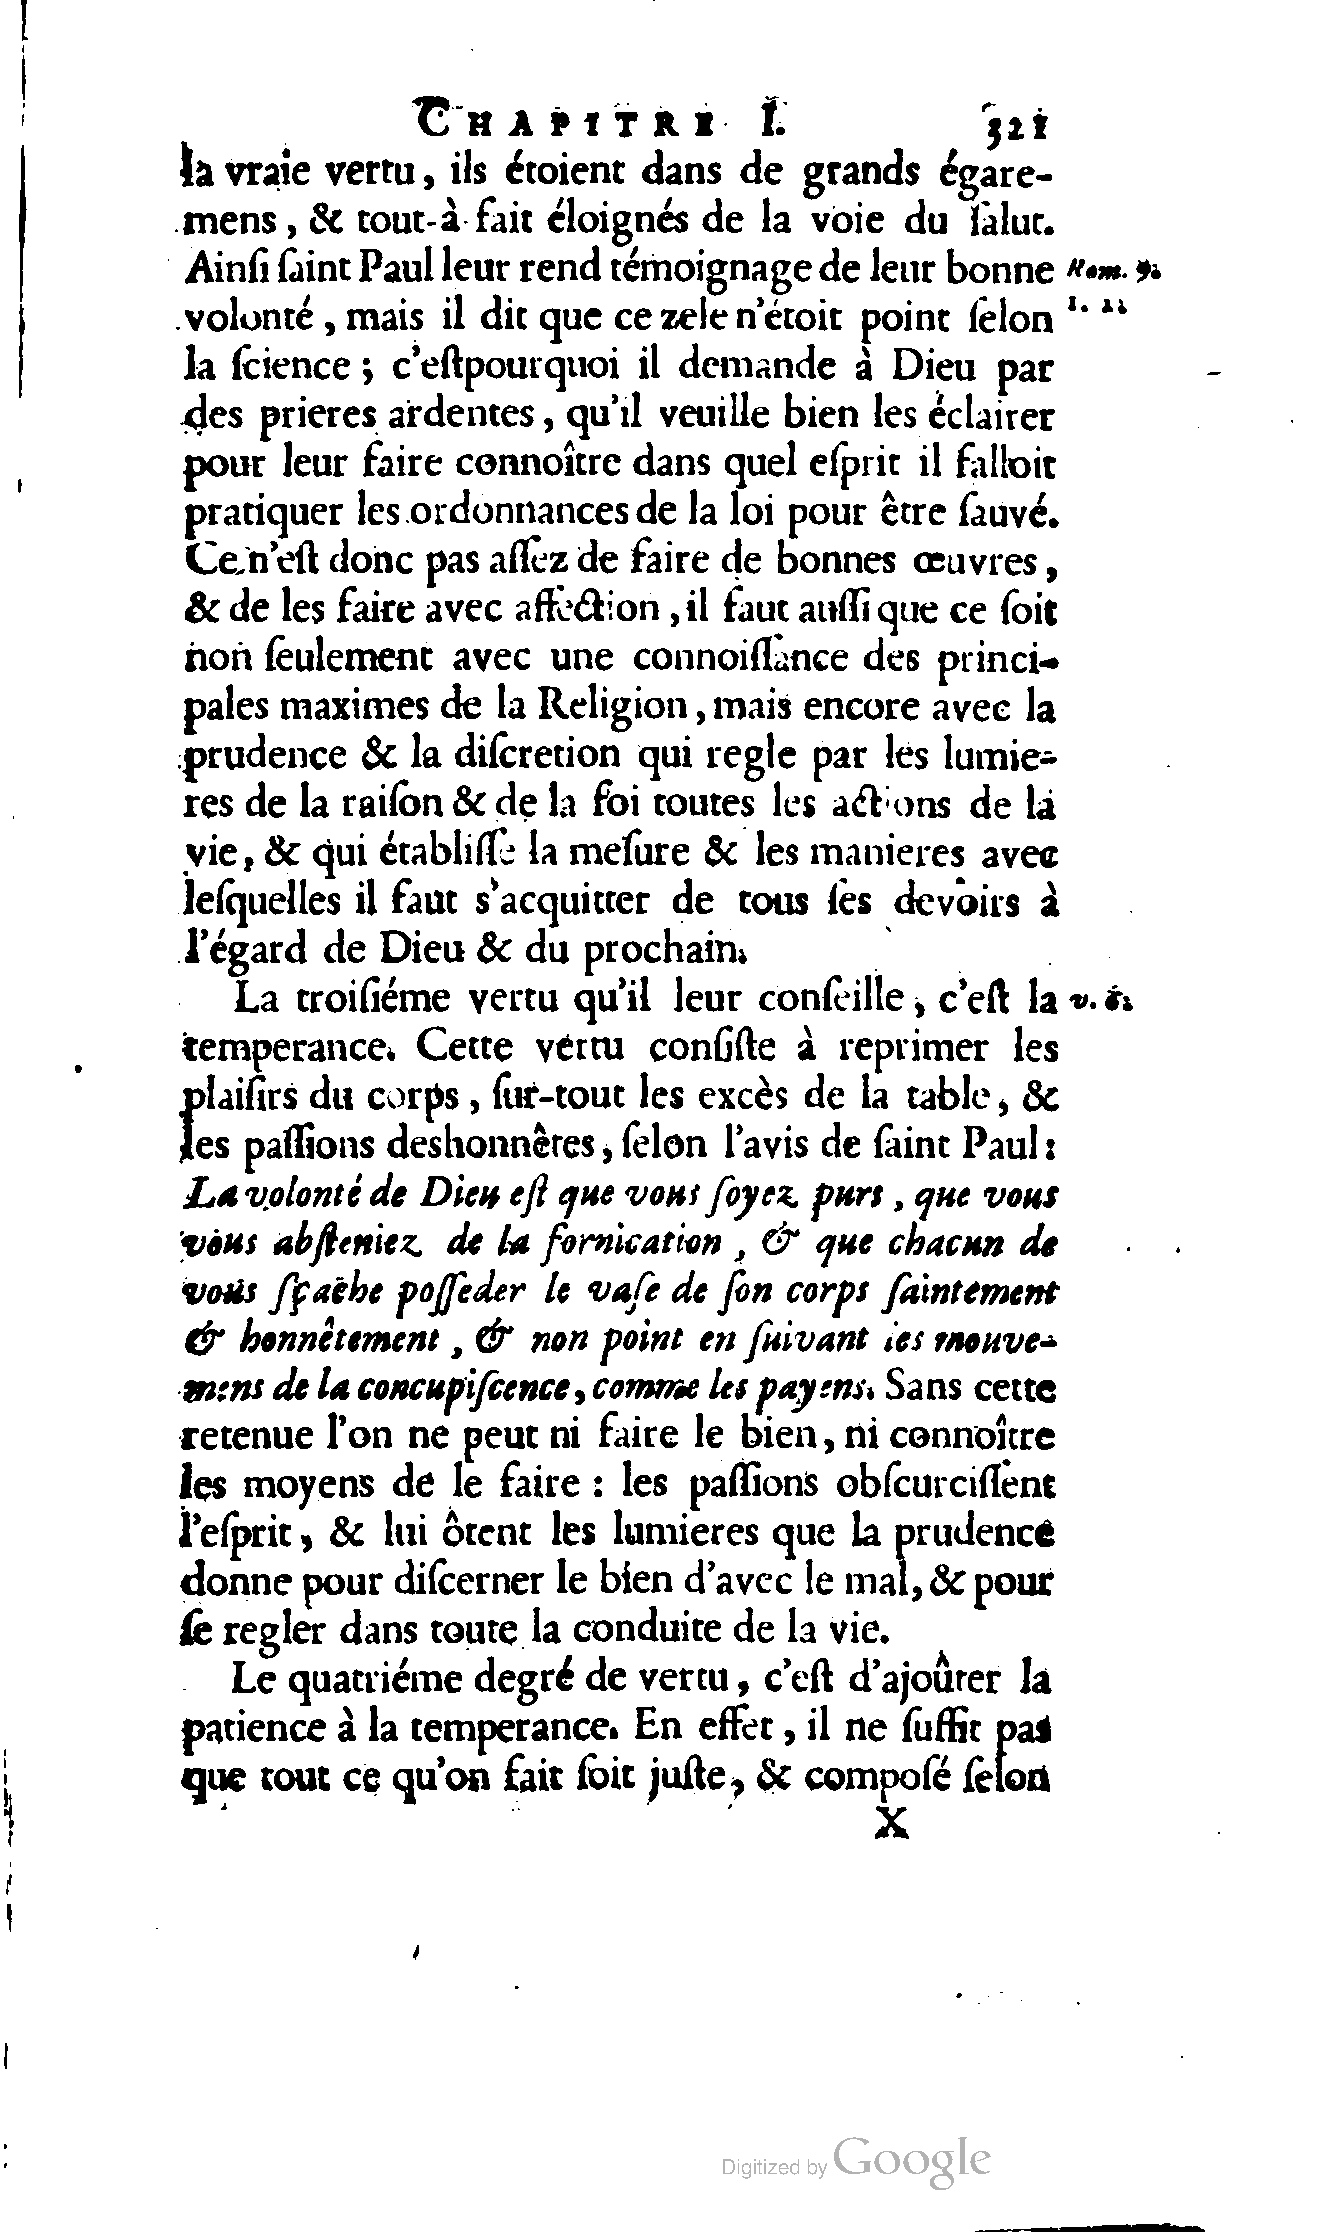 CHAPITRE I. 321
la vraie vertu, ils étoient dans de grands égare-
mens, & tout-à-fait éloignés de la voie du ſalut.
Ainſi ſaint Paul leur rend témoignage de leur bonne Rom. 9.
volonté, mais il dit que ce zele n'étoit point ſelon 1. 2.
la ſcience; c'eſtpourquoi il demande à Dieu par
des prieres ardentes, qu'il veuille bien les éclairer
pour leur faire connoître dans quel eſprit il falloit
pratiquer les ordonnances de la loi pour être ſauvé.
Ce n'eſt donc pas aſſez de faire de bonnes œuvres,
& de les faire avec affection, il faut auſſi que ce ſoit
non ſeulement avec une connoiſſance des princi-
pales maximes de la Religion, mais encore avec la
prudence & la diſcretion qui regle par les lumie-
res de la raiſon & de la foi toutes les actions de la
vie, & qui établiſſe la meſure & les manieres avec
leſquelles il faut s'acquitter de tous ſes devoirs à
l'égard de Dieu & du prochain.
La troiſiéme vertu qu'il leur conſeille, c'eſt la v. 6.
temperance. Cette vertu conſiſte à reprimer les
plaiſirs du corps, ſur-tout les excès de la table, &
les paſſions deshonnêtes, ſelon l'avis de ſaint Paul:
La volonté de Dieu eſt que vous ſoyez purs, que vous
vous abſteniez de la fornication, & que chacun de
vous ſçache poſſeder le vaſe de ſon corps ſaintement
& honnêtement, & non point en ſuivant les mouve-
mens de la concupiſcence, comme les payens. Sans cette
retenue l'on ne peut ni faire le bien, ni connoître
les moyens de le faire : les paſſions obſcurciſſent
l'eſprit, & lui ôtent les lumieres que la prudence
donne pour diſcerner le bien d'avec le mal, & pour
ſe regler dans toute la conduite de la vie.
Le quatriéme degré de vertu, c'eſt d'ajoûter la
patience à la temperance. En effet, il ne ſuffit pas
que tout ce qu'on fait ſoit juſte, & compoſé ſelon
X
Digitized by Google